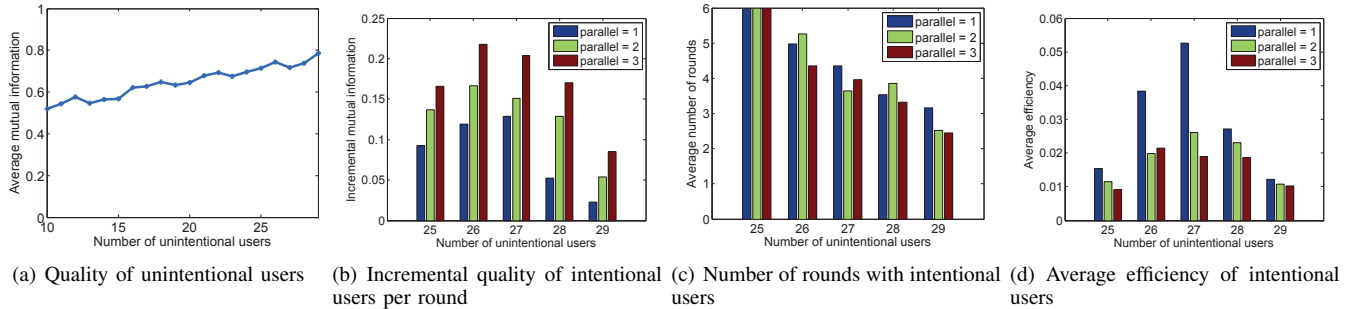 1
0.8
0.6
0.4
0.2
0
10
15
20
25
Average mutual information
Number of unintentional users
0.25
0.2
0.15
0.1
0.05
0
25
26
27
28
29
Incremental mutual information
Number of unintentional users
parallel = 1
parallel = 2
parallel = 3
6
5
4
3
2
1
0
25
26
27
28
29
Average number of rounds
Number of unintentional users
parallel = 1
parallel = 2
parallel = 3
0.06
0.05
0.04
0.03
0.02
0.01
0
25
26
27
28
29
Average efficiency
Number of unintentional users
parallel = 1
parallel = 2
parallel = 3
(a) Quality of unintentional users
(b) Incremental quality of intentional
users per round
(c) Number of rounds with intentional
users
(d) Average efficiency of intentional
users